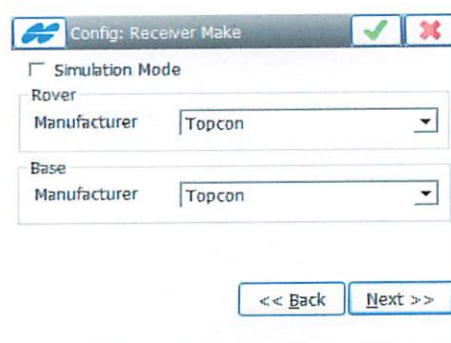 Config: Receiver Make
Simulation Mode
Rover
Manufacturer Topcon
Base
Manufacturer Topcon
<< Back Next >>